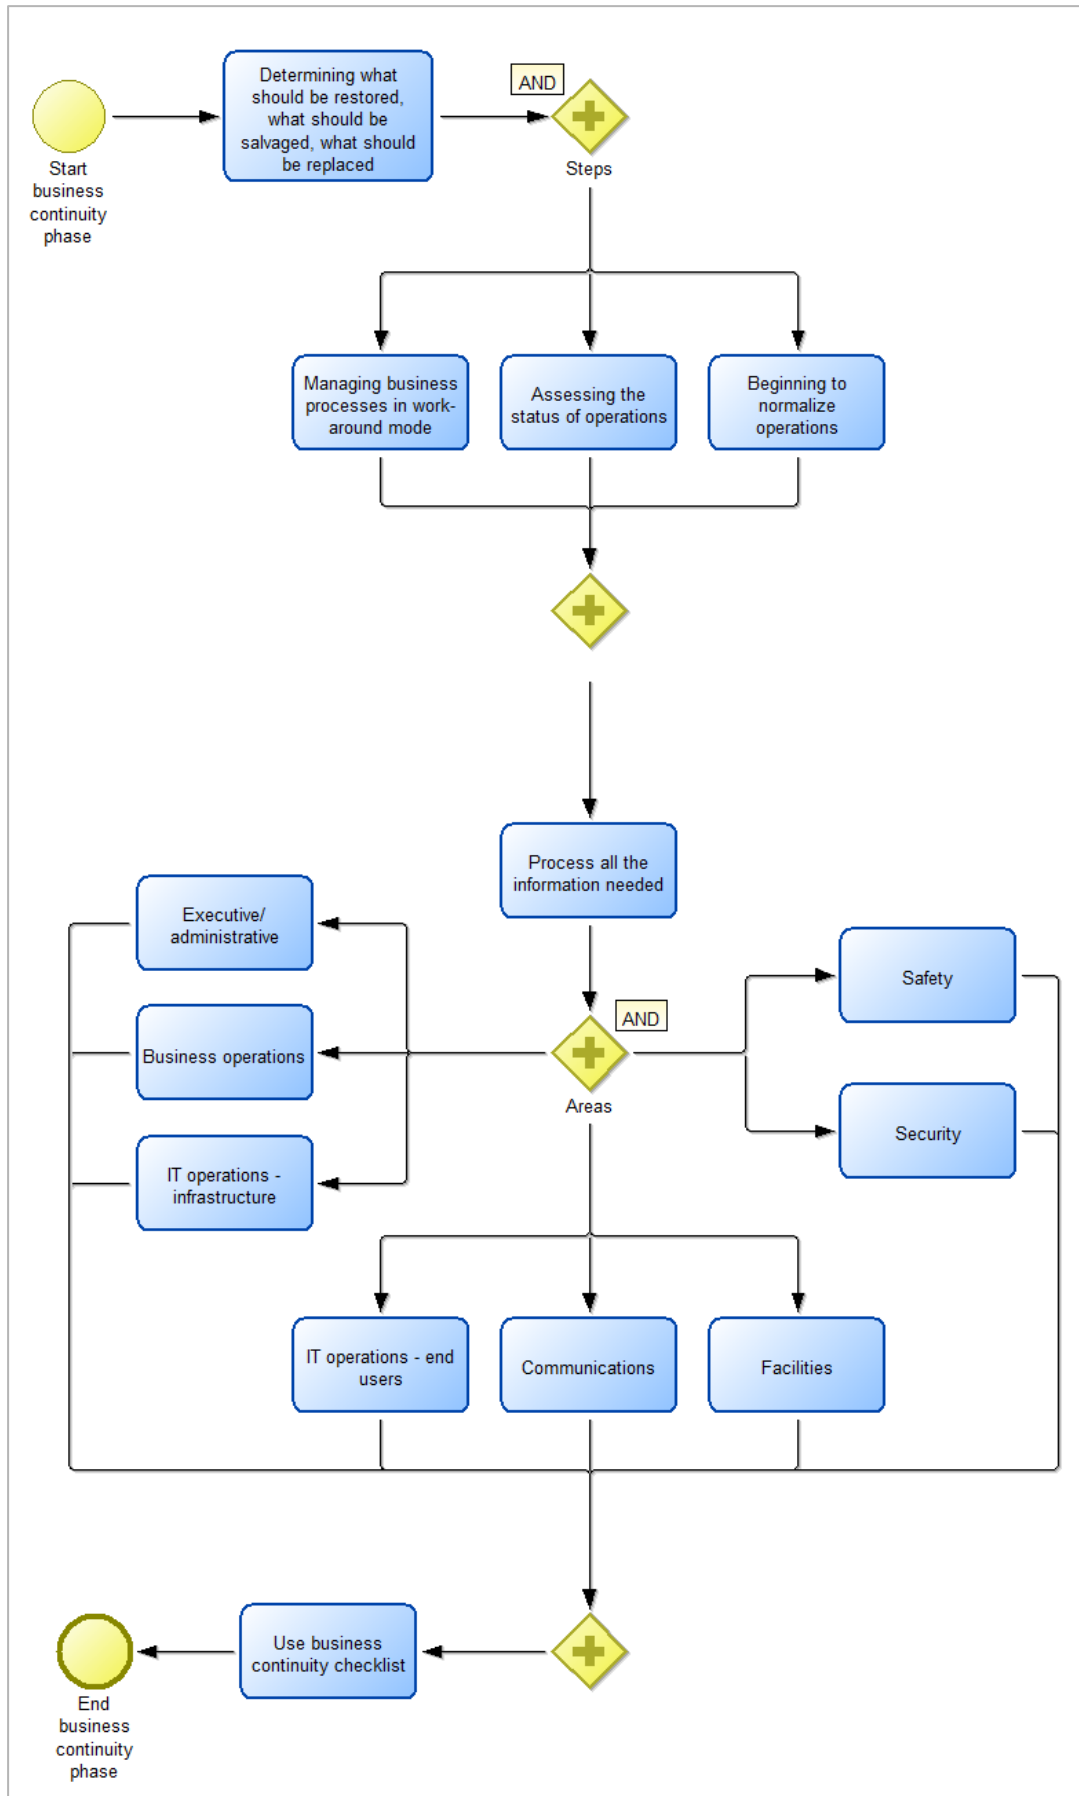 Determining what
should be restored,
what should be
salvaged, what should
be replaced
AND
Start
business
continuity
phase
Steps
Managing business
processes in work-
around mode
Assessing the
status of operations
Beginning to
normalize
operations
Process all the
information needed
Executive/
administrative
Safety
AND
Business operations
Areas
Security
IT operations -
infrastructure
IT operations - end
users
Communications
Facilities
Use business
continuity checklist
End
business
continuity
phase